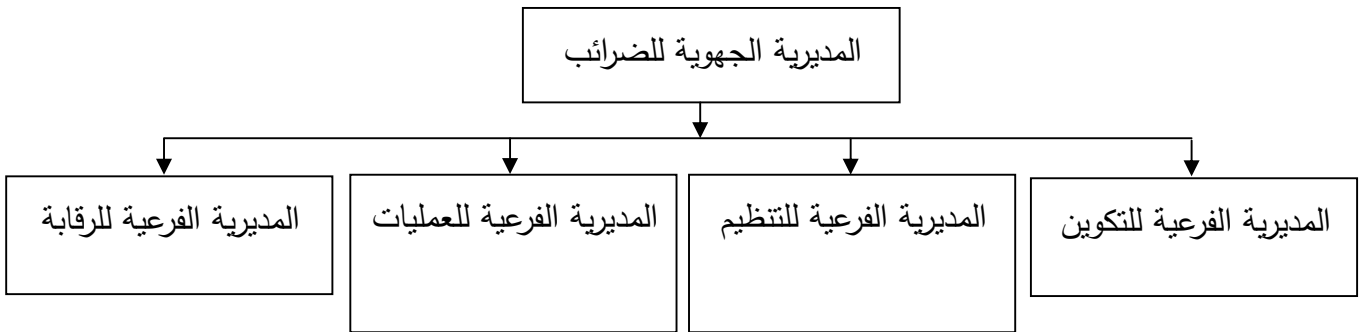 المديرية الجهوية للضرائب
المديرية الفرعية للتكوين
المديرية الفرعية للتنظيم
المديرية الفرعية للعمليات
المديرية الفرعية للرقابة